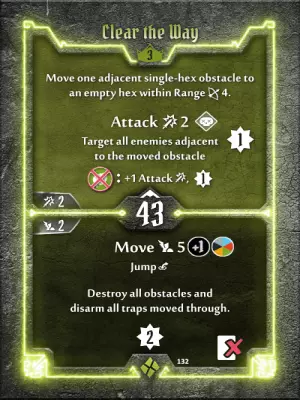 Clear the Way
3
Move one adjacent single-hex obstacle to
an empty hex within Range 4.
Attack 2
Target all enemies adjacent
to the moved obstacle
1
: +1 Attack , 1
2
43
2
Move 5 +1
Jump
Destroy all obstacles and
disarm all traps moved through.
2
132